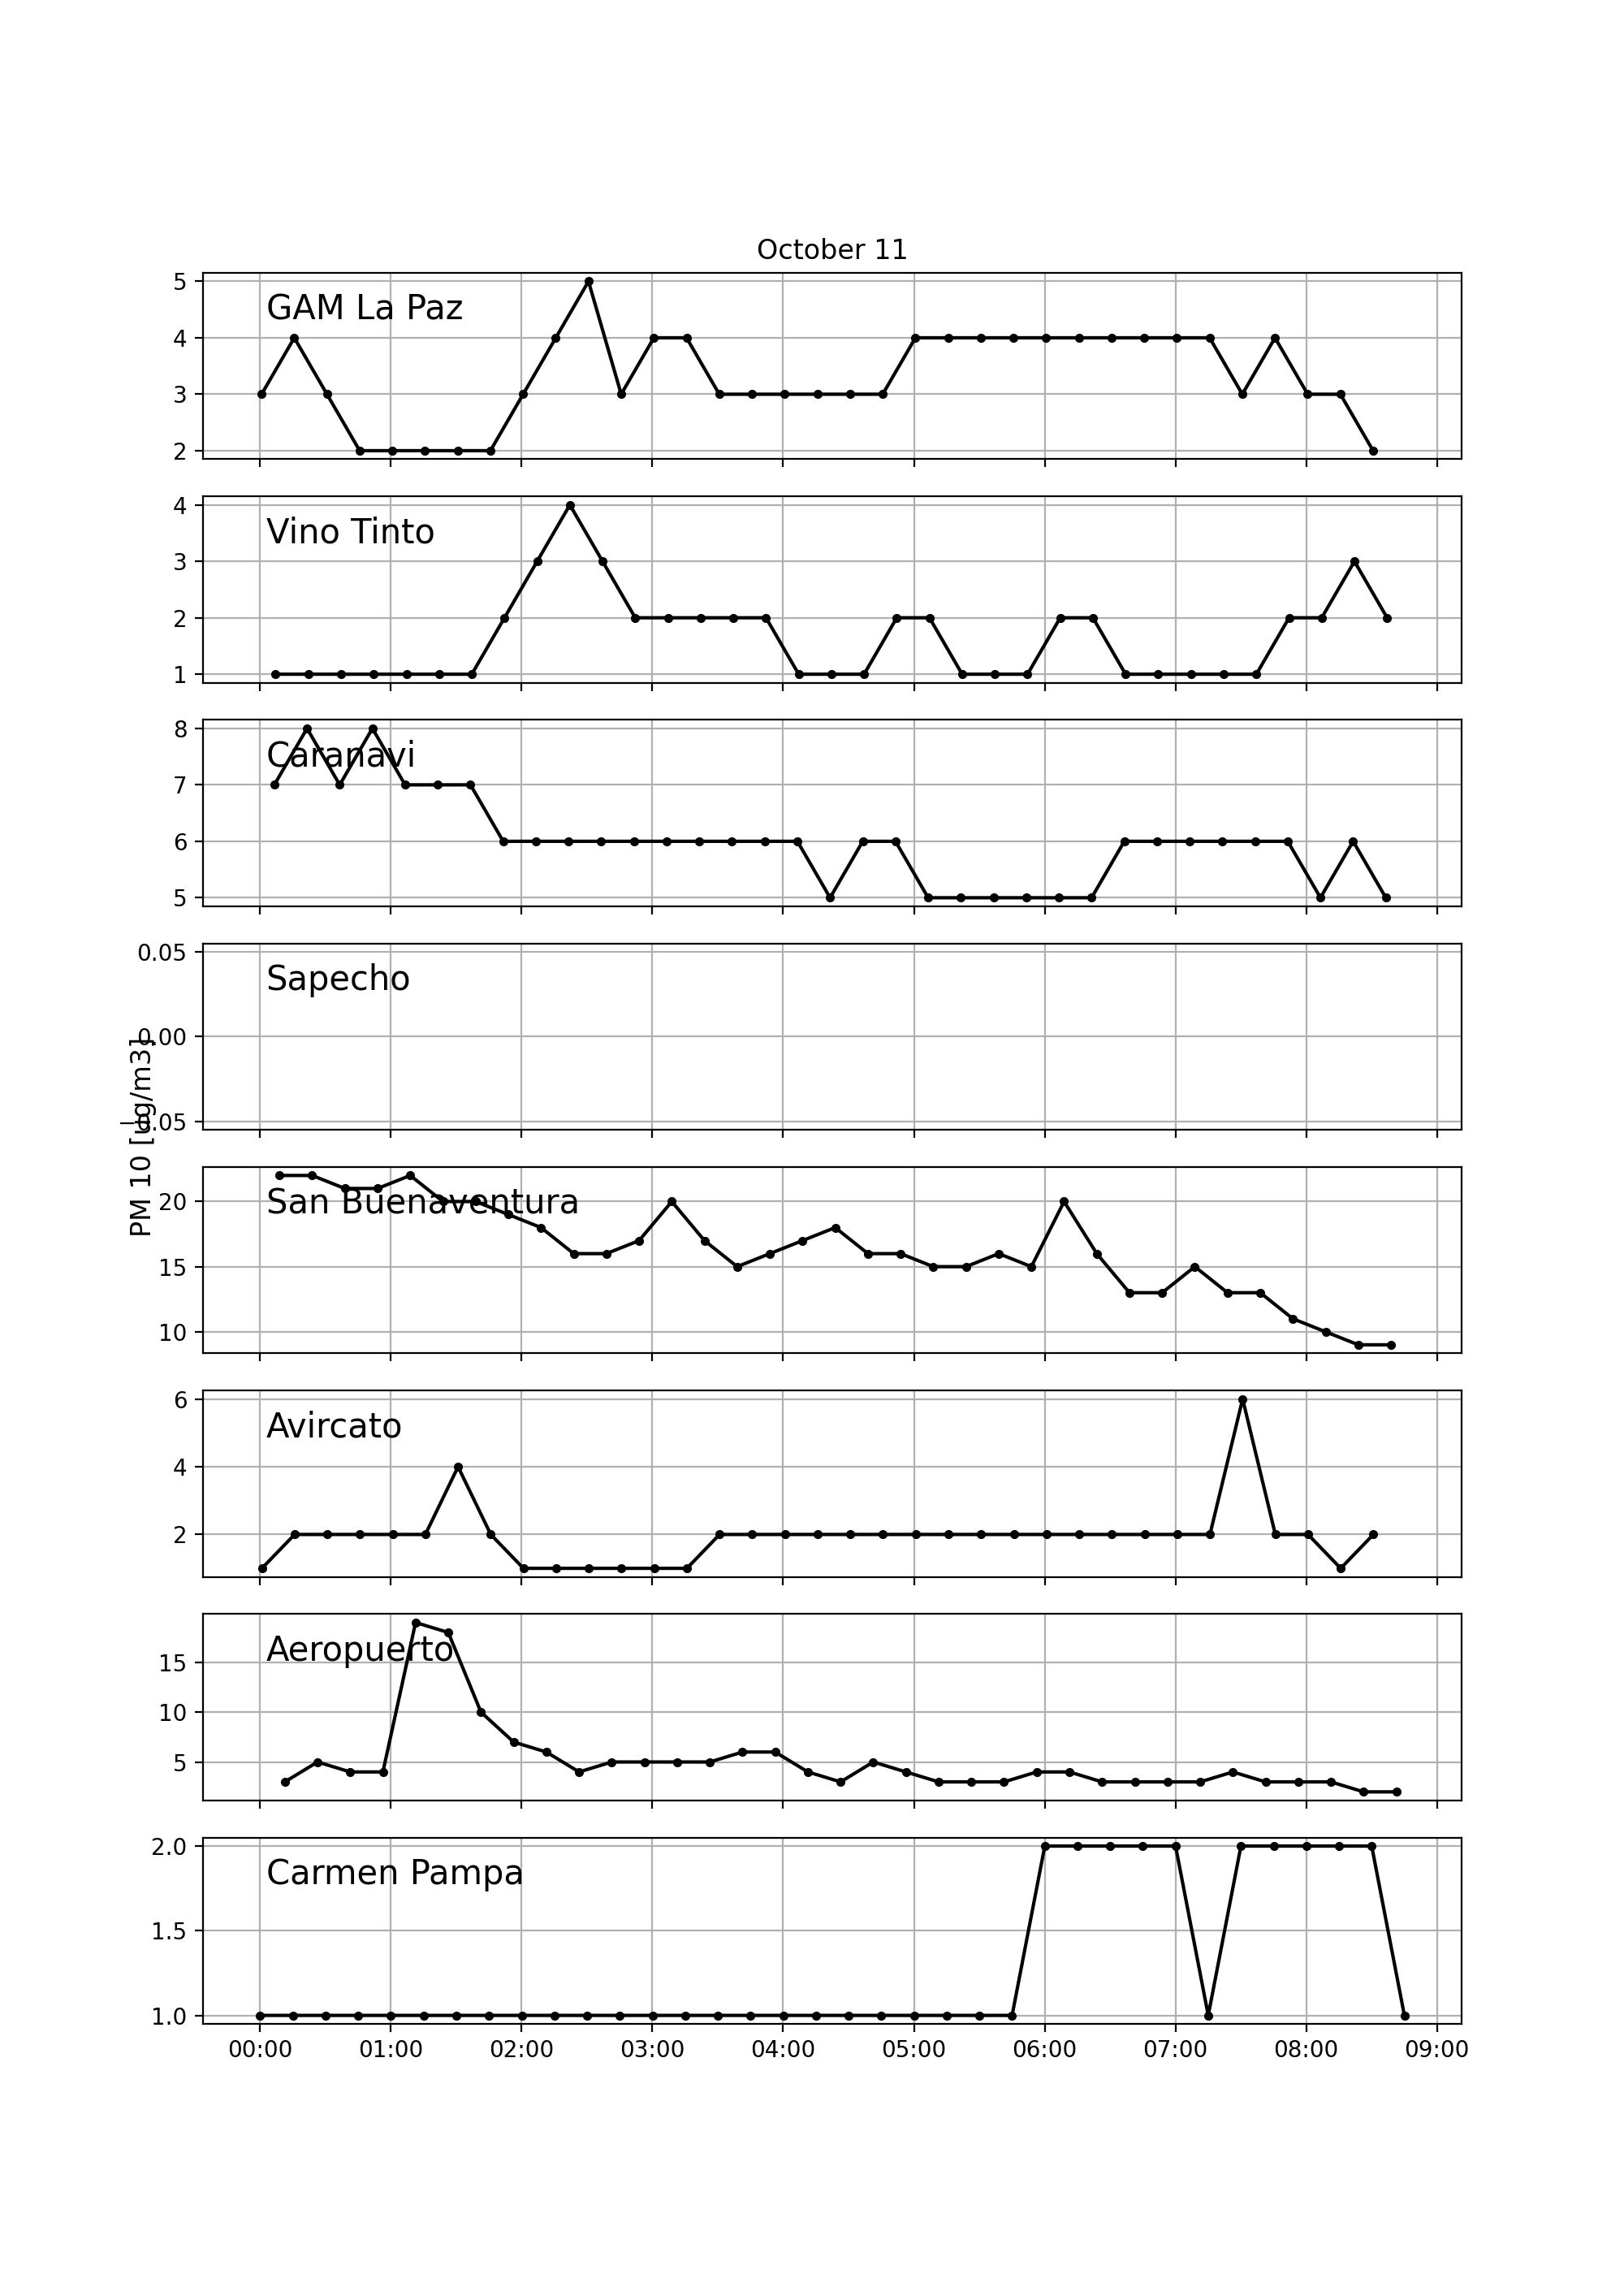 October 11
5
GAM La Paz
4
3
2
4
Vino Tinto
3
2
1
8
Caranavi
7
6
5
0.05
Sapecho
0.00
−0.05
PM 10 [ug/m3]
San Buenaventura
20
15
10
6
Avircato
4
2
Aeropuerto
15
10
5
2.0
Carmen Pampa
1.5
1.0
00:00 01:00 02:00 03:00 04:00 05:00 06:00 07:00 08:00 09:00